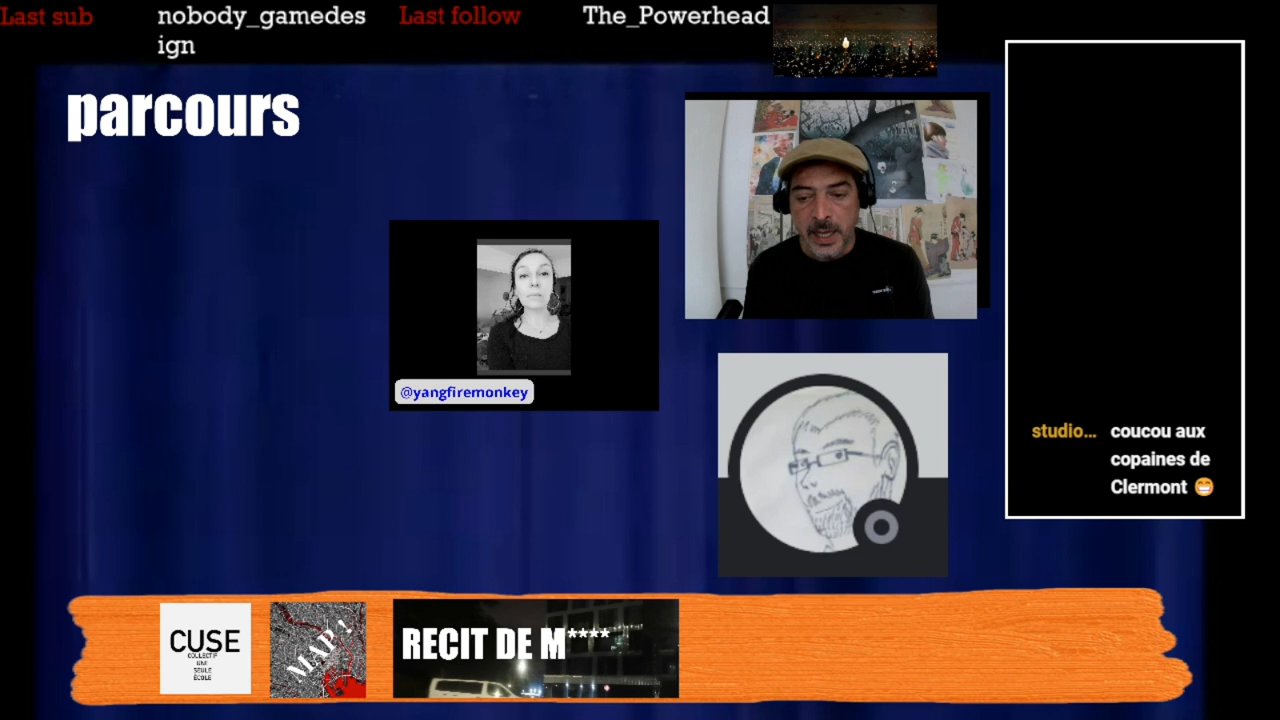 Last sub
nobody_gamedes
ign
Last follow
The_Powerhead
parcours
@yangfiremonkey
studio...
coucou aux
copaines de
Clermont 😁
CUSE
COLLECTIF
UNE
SEULE
ÉCOLE
MAP !
RECIT DE M****